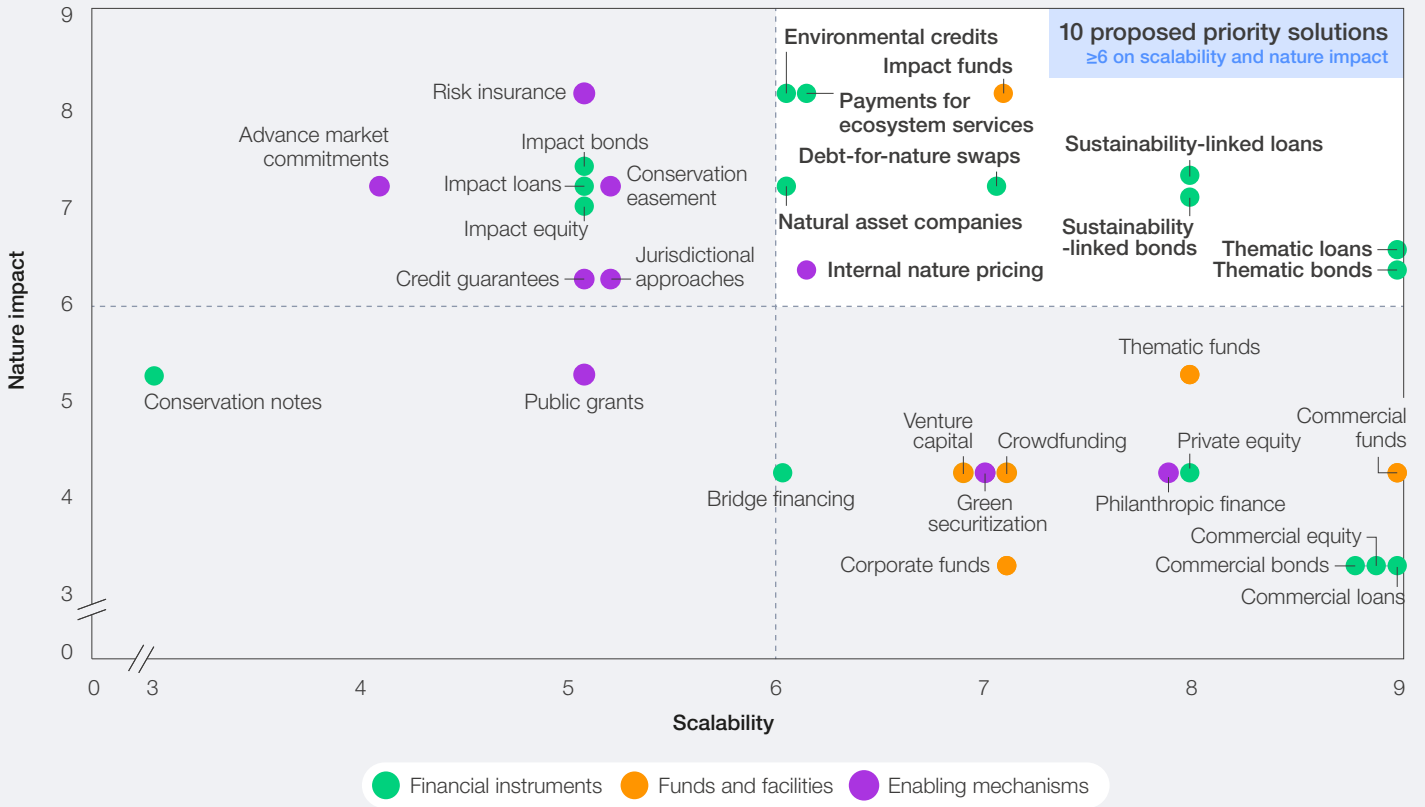 9
10 proposed priority solutions
≥6 on scalability and nature impact
Environmental credits
Impact funds
Risk insurance
8
Payments for
ecosystem services
Advance market
commitments
Impact bonds
Debt-for-nature swaps
Sustainability-linked loans
Impact loans
Conservation
easement
7
Impact equity
Natural asset companies
Sustainability
-linked bonds
Thematic loans
Credit guarantees
Jurisdictional
approaches
Internal nature pricing
Thematic bonds
6
Nature impact
Thematic funds
5
Conservation notes
Public grants
Venture
capital
Crowdfunding
Private equity
Commercial
funds
4
Bridge financing
Green
securitization
Philanthropic finance
Commercial equity
Corporate funds
Commercial bonds
3
Commercial loans
0
0
3
4
5
6
7
8
9
Scalability
Financial instruments
Funds and facilities
Enabling mechanisms